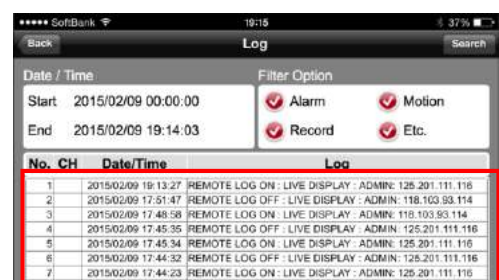 ●●●●● SoftBank 19:15 37%
Back Log Search
Date / Time Filter Option
Start 2015/02/09 00:00:00 Alarm Motion
End 2015/02/09 19:14:03 Record Etc.
No. CH Date/Time Log
1 2015/02/09 19:13:27 REMOTE LOG ON : LIVE DISPLAY : ADMIN: 125.201.111.116
2 2015/02/09 17:51:47 REMOTE LOG OFF : LIVE DISPLAY : ADMIN: 118.103.93.114
3 2015/02/09 17:48:58 REMOTE LOG ON : LIVE DISPLAY : ADMIN: 118.103.93.114
4 2015/02/09 17:45:35 REMOTE LOG OFF : LIVE DISPLAY : ADMIN: 125.201.111.116
5 2015/02/09 17:45:34 REMOTE LOG ON : LIVE DISPLAY : ADMIN: 125.201.111.116
6 2015/02/09 17:44:32 REMOTE LOG OFF : LIVE DISPLAY : ADMIN: 125.201.111.116
7 2015/02/09 17:44:23 REMOTE LOG ON : LIVE DISPLAY : ADMIN: 125.201.111.116